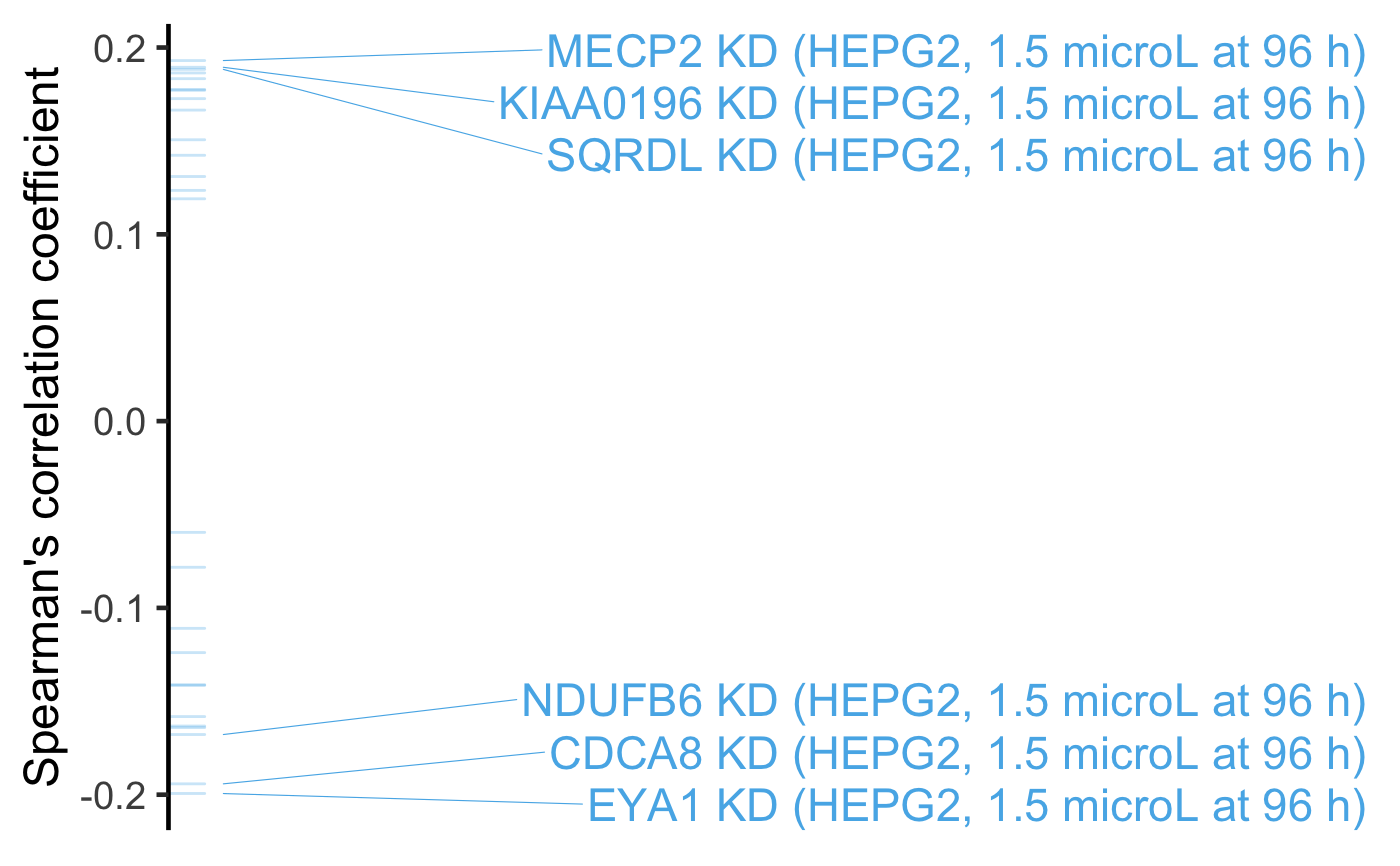 Spearman's correlation coefficient
0.2
0.1
0.0
-0.1
-0.2
MECP2 KD (HEPG2, 1.5 microL at 96 h)
KIAA0196 KD (HEPG2, 1.5 microL at 96 h)
SQRDL KD (HEPG2, 1.5 microL at 96 h)
NDUFB6 KD (HEPG2, 1.5 microL at 96 h)
CDCA8 KD (HEPG2, 1.5 microL at 96 h)
EYA1 KD (HEPG2, 1.5 microL at 96 h)